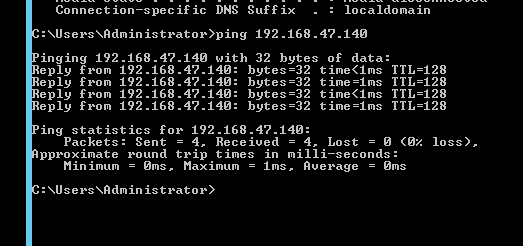 Connection-specific DNS Suffix  . : localdomain
C:\Users\Administrator>ping 192.168.47.140
Pinging 192.168.47.140 with 32 bytes of data:
Reply from 192.168.47.140: bytes=32 time<1ms TTL=128
Reply from 192.168.47.140: bytes=32 time=1ms TTL=128
Reply from 192.168.47.140: bytes=32 time<1ms TTL=128
Reply from 192.168.47.140: bytes=32 time=1ms TTL=128
Ping statistics for 192.168.47.140:
Packets: Sent = 4, Received = 4, Lost = 0 (0% loss),
Approximate round trip times in milli-seconds:
Minimum = 0ms, Maximum = 1ms, Average = 0ms
C:\Users\Administrator>